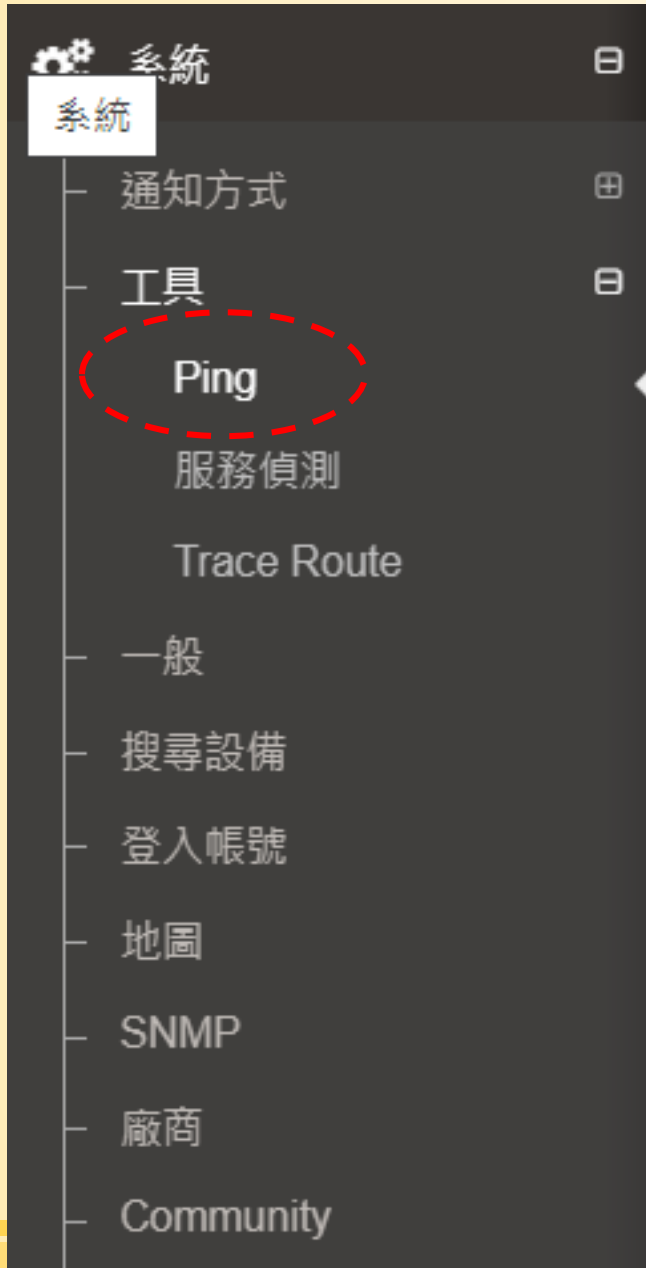 系統
系統
通知方式
工具
Ping
服務偵測
Trace Route
一般
搜尋設備
登入帳號
地圖
SNMP
廠商
Community